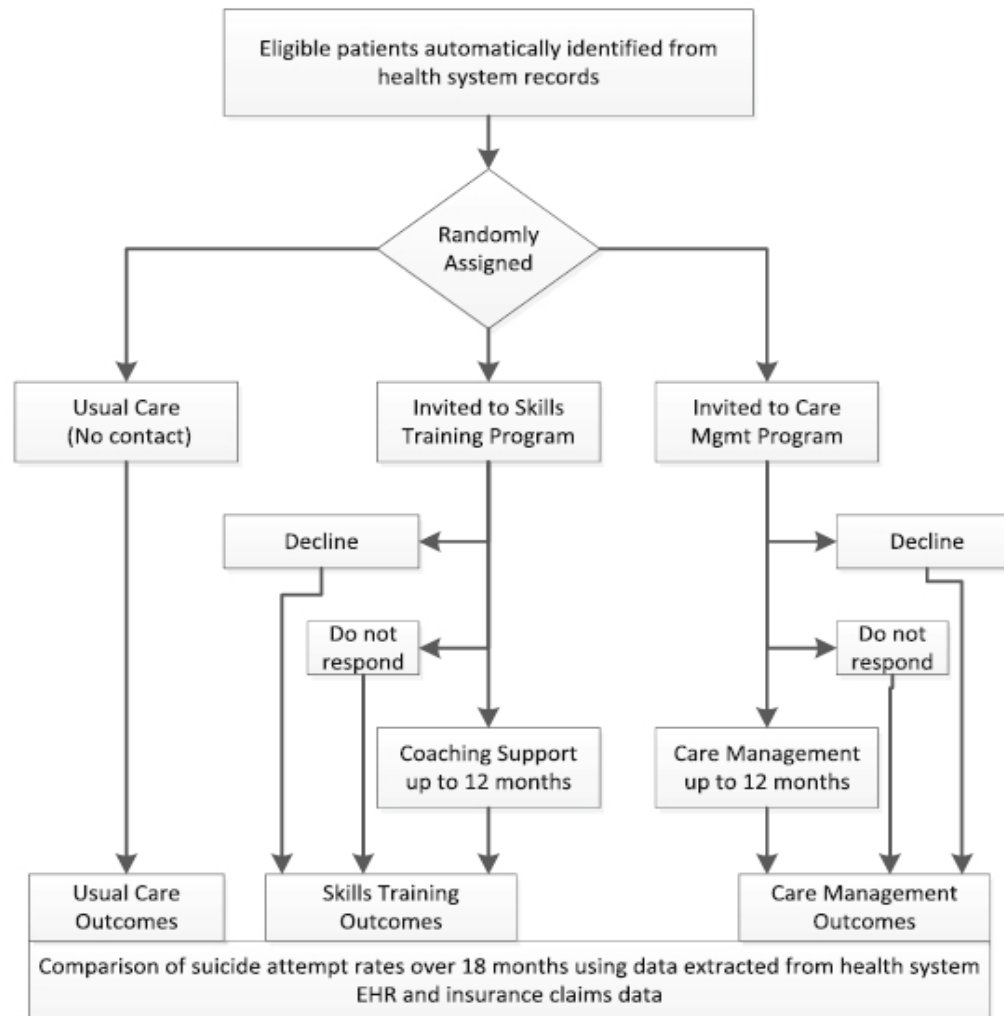 Eligible patients automatically identified from
health system records
Randomly
Assigned
Usual Care
(No contact)
Invited to Skills
Training Program
Invited to Care
Mgmt Program
Decline
Decline
Do not
respond
Do not
respond
Coaching Support
up to 12 months
Care Management
up to 12 months
Usual Care
Outcomes
Skills Training
Outcomes
Care Management
Outcomes
Comparison of suicide attempt rates over 18 months using data extracted from health system
EHR and insurance claims data